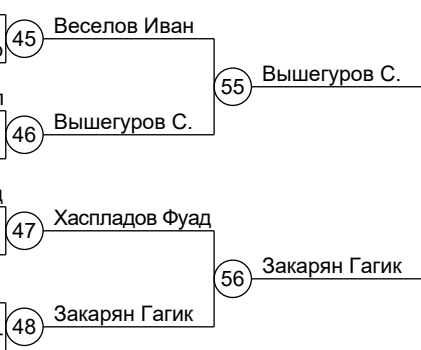 45
Веселов Иван
55
Вышегуров С.
46
Вышегуров С.
47
Хаспладов Фуад
56
Закарян Гагик
48
Закарян Гагик